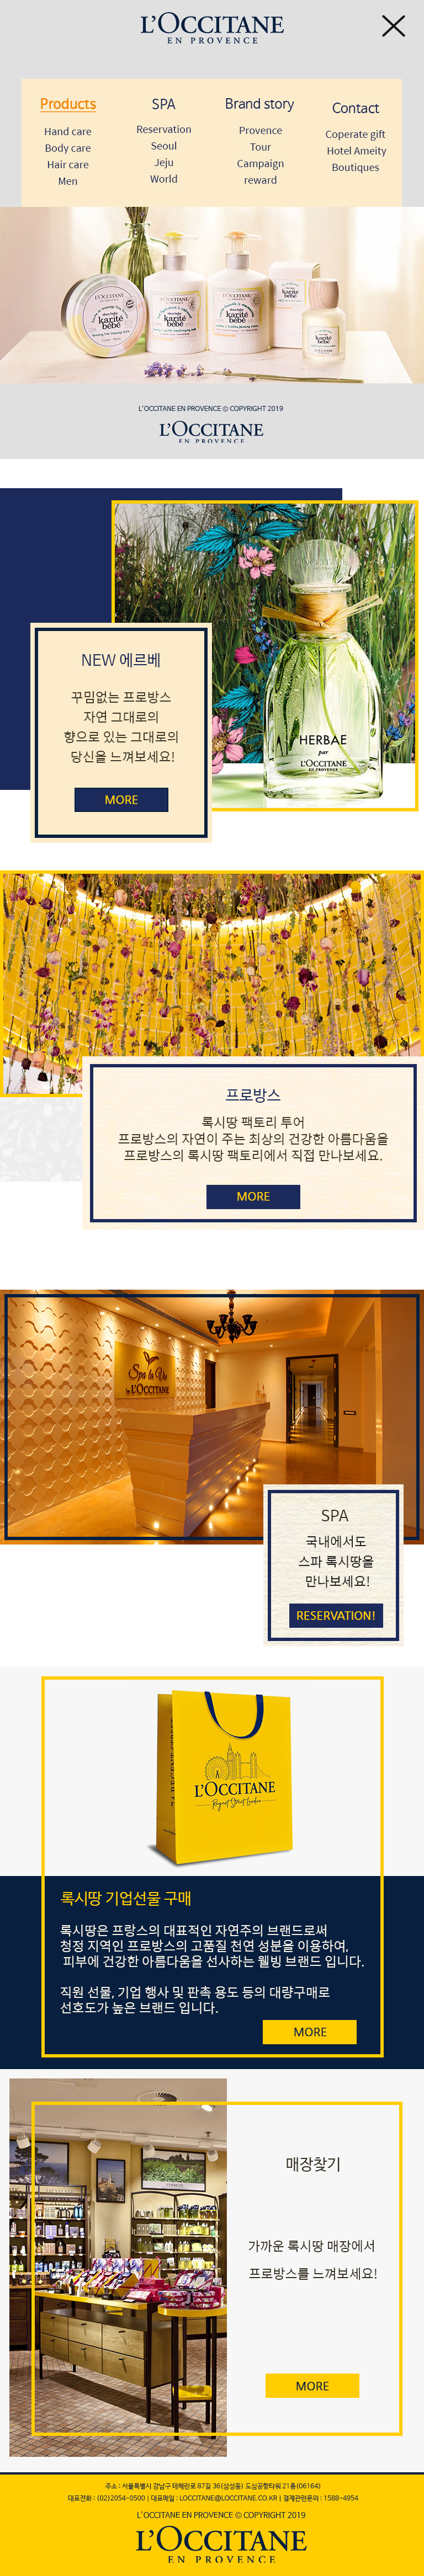 L'OCCITANE
EN PROVENCE
Products
Hand care
Body care
Hair care
Men
SPA
Reservation
Seoul
Jeju
World
Brand story
Provence
Tour
Campaign
reward
Contact
Coperate gift
Hotel Ameity
Boutiques
L'OCCITANE
karité
bébé
L'OCCITANE
karité
bébé
L'OCCITANE
karité
bébé
karité
bébé
L'OCCITANE EN PROVENCE © COPYRIGHT 2019
L'OCCITANE
EN PROVENCE
HERBAE
par
L'OCCITANE
EN PROVENCE
NEW 에르베
꾸밈없는 프로방스
자연 그대로의
향으로 있는 그대로의
당신을 느껴보세요!
MORE
프로방스
록시땅 팩토리 투어
프로방스의 자연이 주는 최상의 건강한 아름다움을
프로방스의 록시땅 팩토리에서 직접 만나보세요.
MORE
Spa la Vie
by L'OCCITANE
SPA
국내에서도
스파 록시땅을
만나보세요!
RESERVATION!
L'OCCITANE
Regent Street London
록시땅 기업선물 구매
록시땅은 프랑스의 대표적인 자연주의 브랜드로써
청정 지역인 프로방스의 고품질 천연 성분을 이용하여,
피부에 건강한 아름다움을 선사하는 웰빙 브랜드 입니다.
직원 선물, 기업 행사 및 판촉 용도 등의 대량구매로
선호도가 높은 브랜드 입니다.
MORE
매장찾기
가까운 록시땅 매장에서
프로방스를 느껴보세요!
MORE
주소 : 서울특별시 강남구 테헤란로 87길 36(삼성동) 도심공항타워 21층(06164)
대표전화 : (02)2054-0500 | 대표메일 : LOCCITANE@LOCCITANE.CO.KR | 결제관련문의 : 1588-4954
L'OCCITANE EN PROVENCE © COPYRIGHT 2019
L'OCCITANE
EN PROVENCE